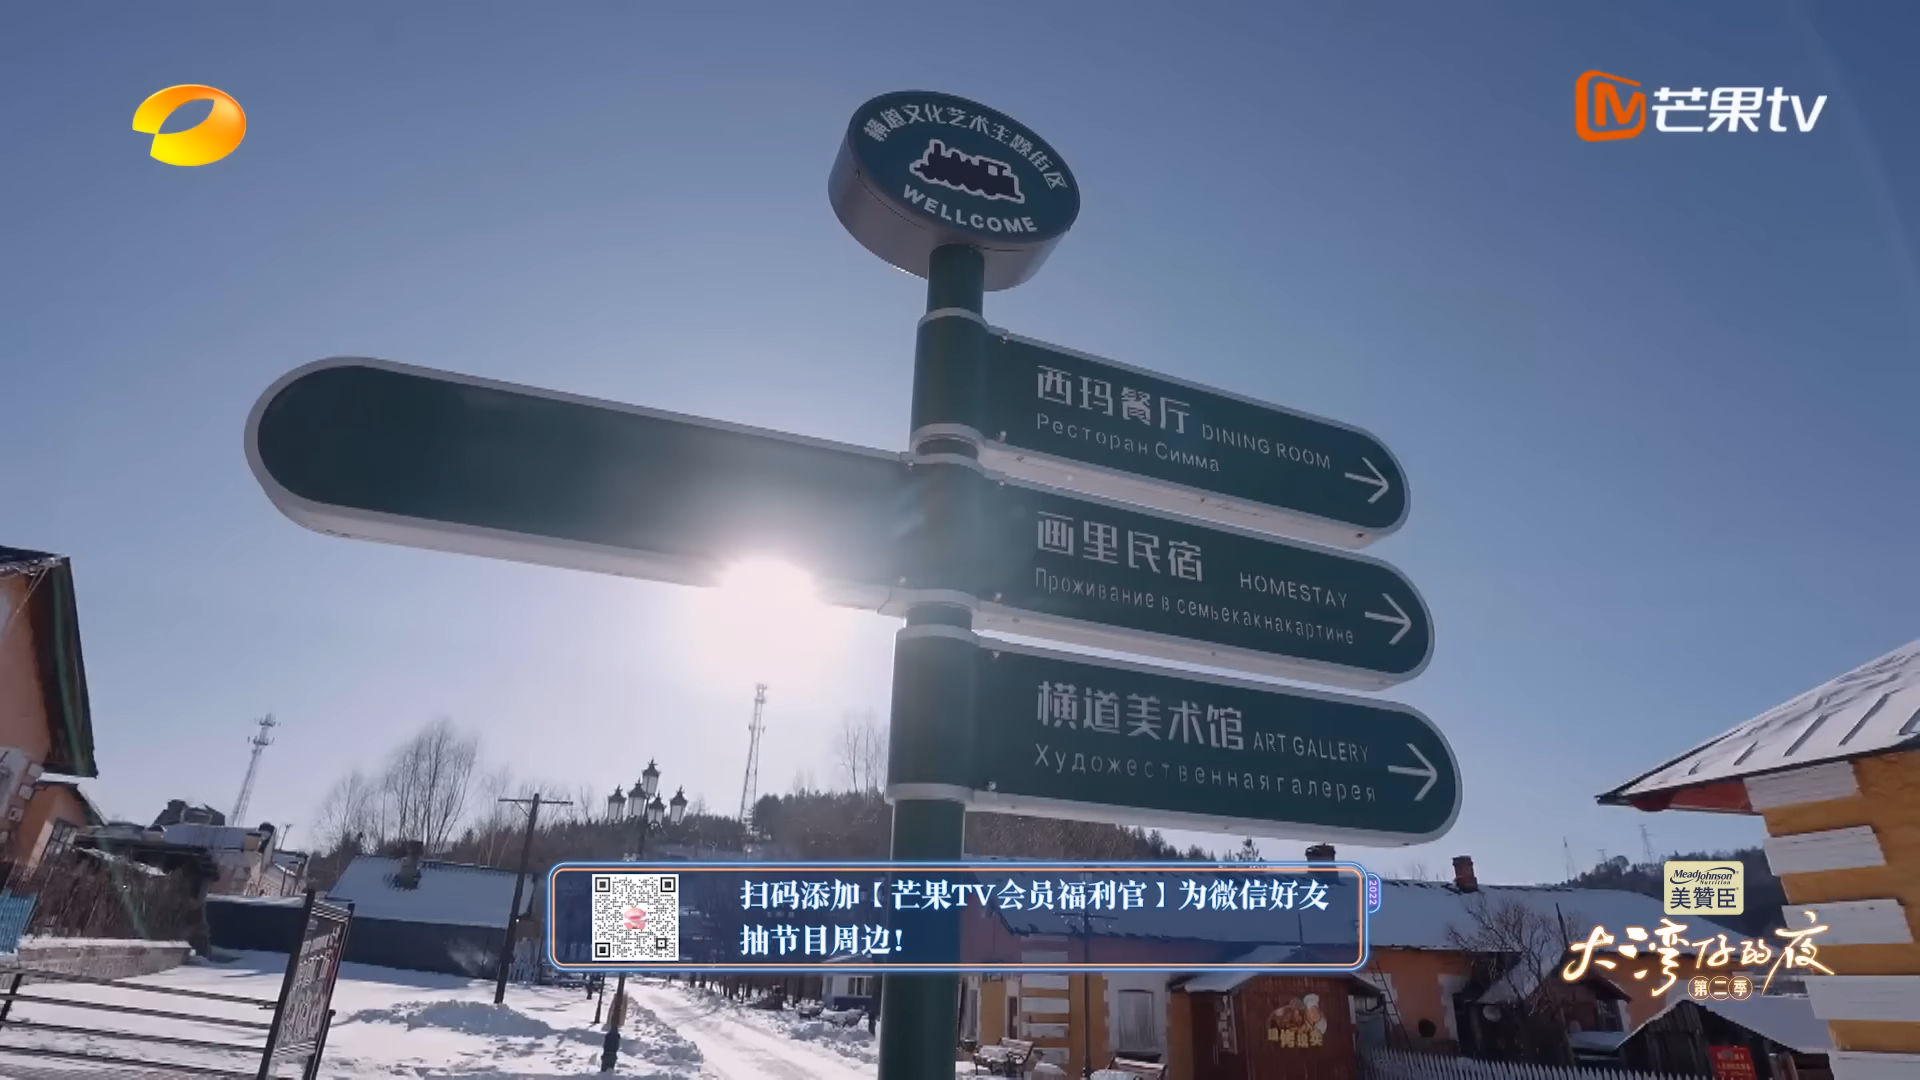 芒果tv
横道文化艺术主题街区
WELLCOME
西玛餐厅 DINING ROOM
Ресторан Симма
画里民宿 HOMESTAY
Проживание в семьекакнакартине
横道美术馆 ART GALLERY
Художественнаягалерея
扫码添加【芒果TV会员福利官】为微信好友
抽节目周边!
2022
MeadJohnson
Nutrition
美赞臣
大湾仔的夜
第二季